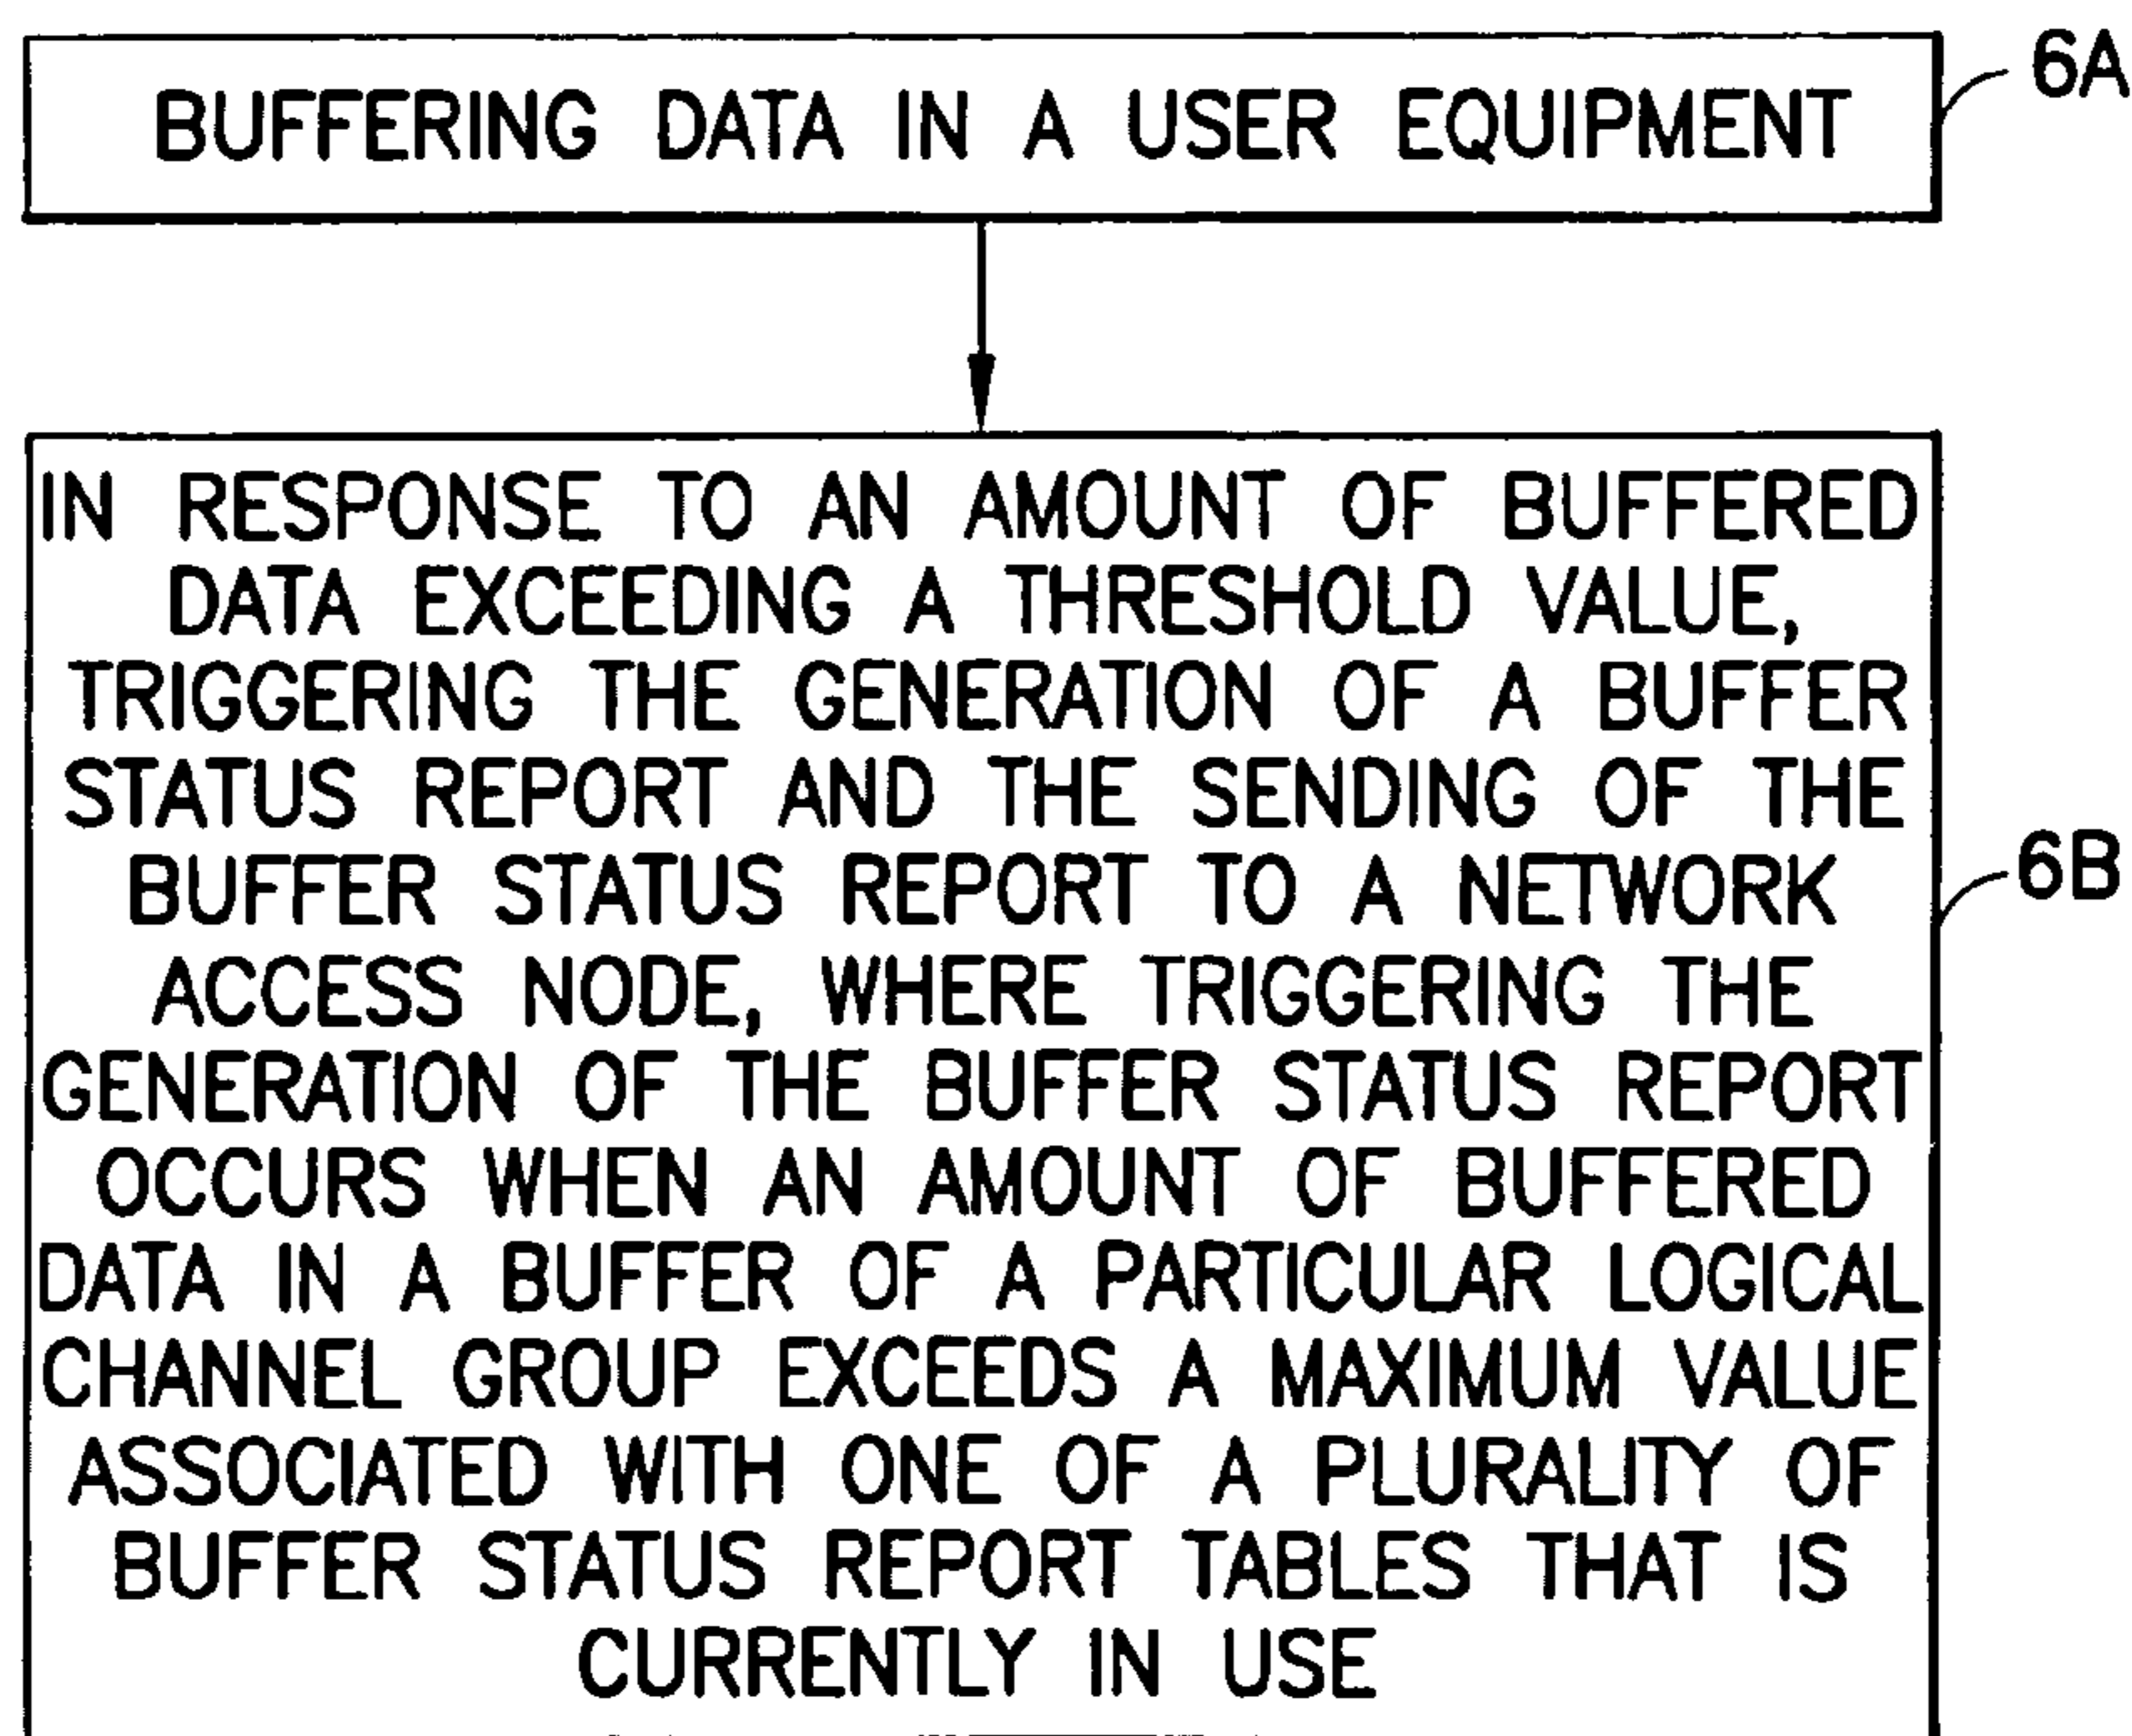 BUFFERING DATA IN A USER EQUIPMENT
6A
IN RESPONSE TO AN AMOUNT OF BUFFERED
DATA EXCEEDING A THRESHOLD VALUE,
TRIGGERING THE GENERATION OF A BUFFER
STATUS REPORT AND THE SENDING OF THE
BUFFER STATUS REPORT TO A NETWORK
ACCESS NODE, WHERE TRIGGERING THE
GENERATION OF THE BUFFER STATUS REPORT
OCCURS WHEN AN AMOUNT OF BUFFERED
DATA IN A BUFFER OF A PARTICULAR LOGICAL
CHANNEL GROUP EXCEEDS A MAXIMUM VALUE
ASSOCIATED WITH ONE OF A PLURALITY OF
BUFFER STATUS REPORT TABLES THAT IS
CURRENTLY IN USE
6B